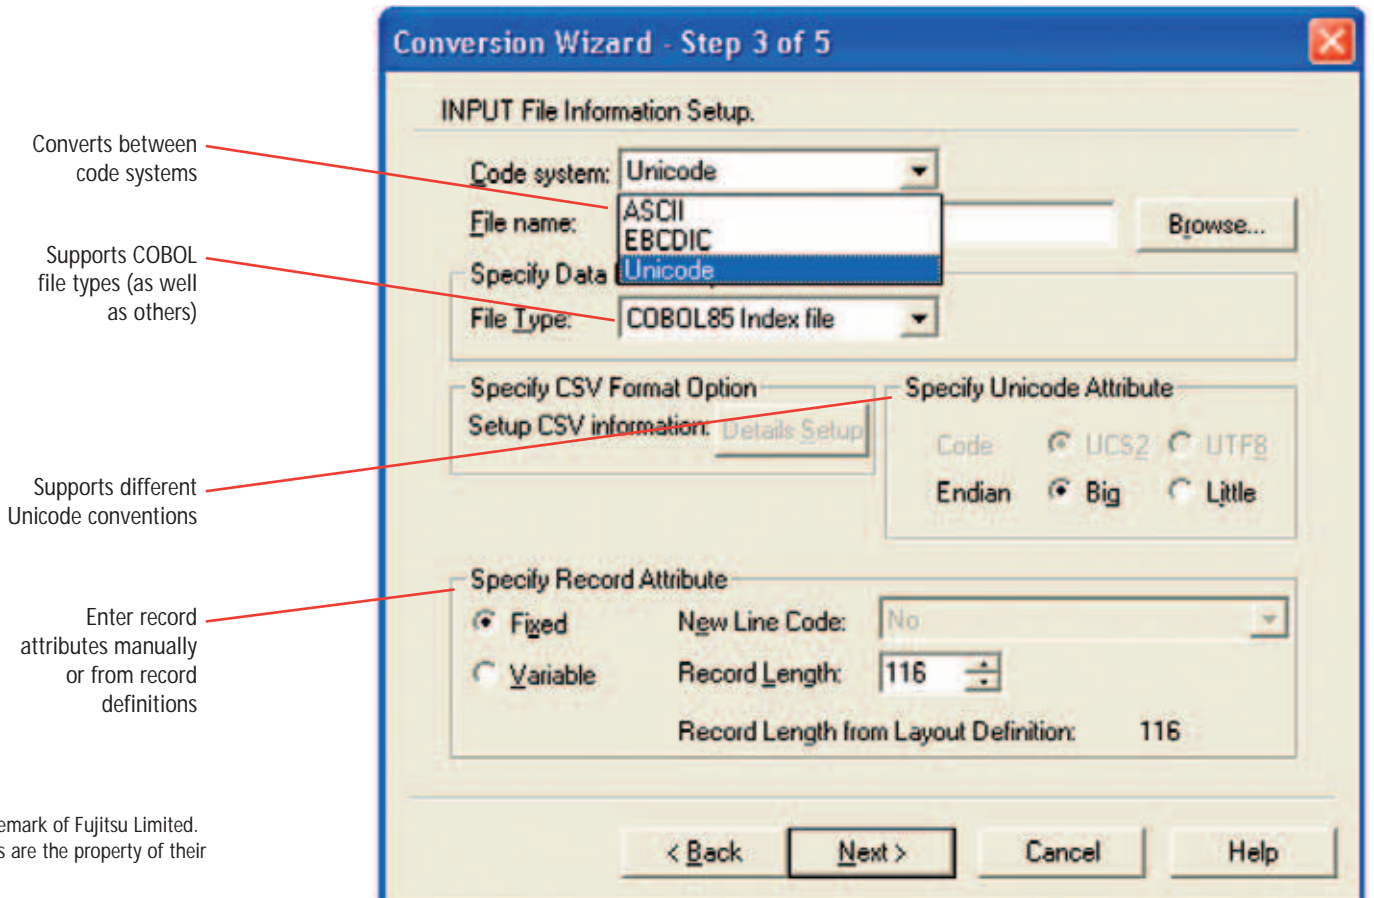 Conversion Wizard - Step 3 of 5
INPUT File Information Setup.
Converts between
code systems
Code system: Unicode
ASCII
EBCDIC
Unicode
File name:
Browse...
Supports COBOL
file types (as well
as others)
Specify Data
File Type: COBOL85 Index file
Specify CSV Format Option
Setup CSV information: Details Setup
Specify Unicode Attribute
Code UCS2 UTF8
Endian Big Little
Supports different
Unicode conventions
Specify Record Attribute
Fixed New Line Code: No
Variable Record Length: 116
Record Length from Layout Definition: 116
Enter record
attributes manually
or from record
definitions
emark of Fujitsu Limited.
s are the property of their
< Back Next > Cancel Help